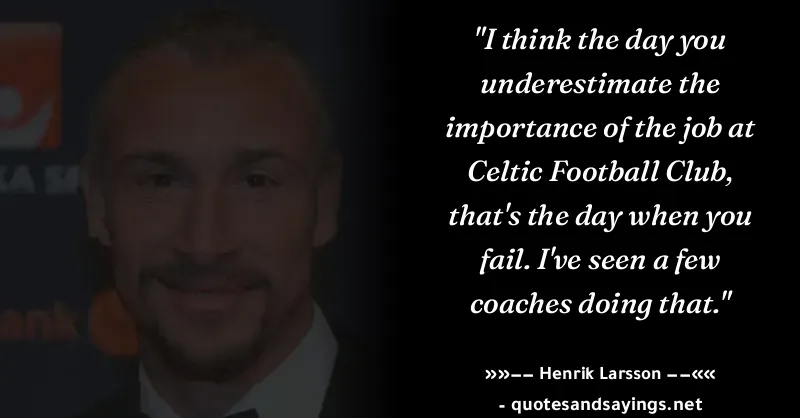 "I think the day you
underestimate the
importance of the job at
Celtic Football Club,
that's the day when you
fail. I've seen a few
coaches doing that."
»»−− Henrik Larsson −−««
- quotesandsayings.net
ank